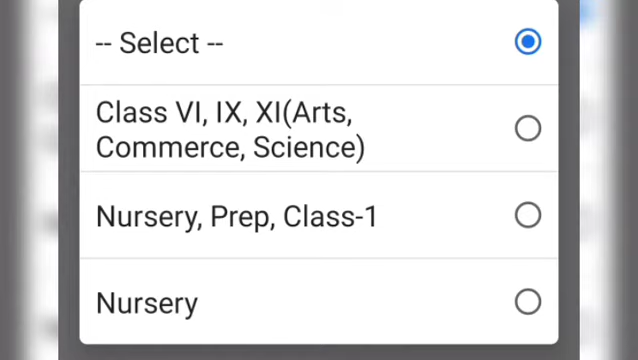 -- Select --
Class VI, IX, XI(Arts,
Commerce, Science)
Nursery, Prep, Class-1
Nursery